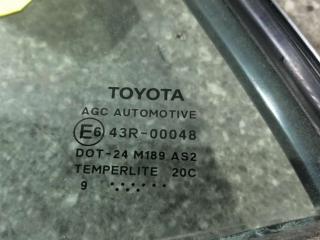 TOYOTA
AGC AUTOMOTIVE
E6 43R-00048
DOT-24 M189 AS2
TEMPERLITE 20C
9